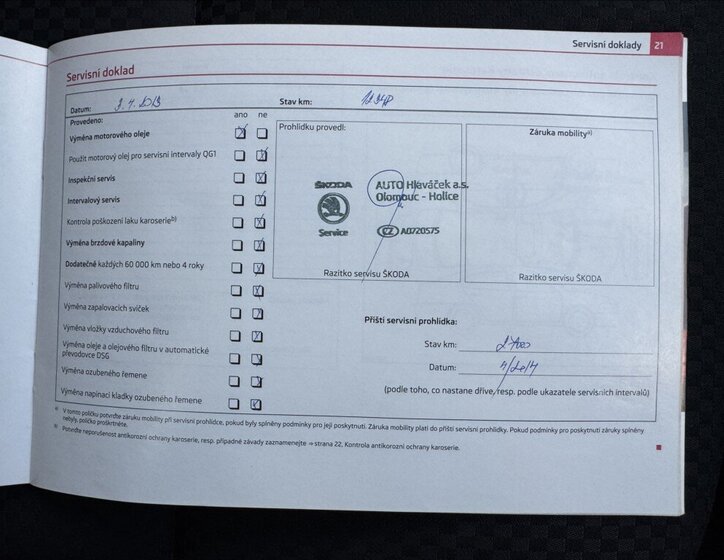 Servisní doklady 21
Servisní doklad
Datum: Stav km:
Provedeno: ano ne
Výměna motorového oleje
Použit motorový olej pro servisní intervaly QG1
Inspekční servis
Intervalový servis
Kontrola poškození laku karoserieb)
Výměna brzdové kapaliny
Dodatečně každých 60 000 km nebo 4 roky
Výměna palivového filtru
Výměna zapalovacích svíček
Výměna vložky vzduchového filtru
Výměna oleje a olejového filtru v automatické
převodovce DSG
Výměna ozubeného řemene
Výměna napínací kladky ozubeného řemene
Prohlídku provedl:
ŠKODA
Service
AUTO Hlaváček a.s.
Olomouc - Holice
CZ A0720575
Razítko servisu ŠKODA
Záruka mobilitya)
Razítko servisu ŠKODA
Příští servisní prohlídka:
Stav km:
Datum:
(podle toho, co nastane dříve, resp. podle ukazatele servisních intervalů)
a) V tomto políčku potvrďte záruku mobility při servisní prohlídce, pokud byly splněny podmínky pro její poskytnutí. Záruka mobility platí do příští servisní prohlídky. Pokud podmínky pro poskytnutí záruky splněny
nebyly, políčko proškrtněte.
b) Potvrďte neporušenost antikorozní ochrany karoserie, resp. případné závady zaznamenejte ⇒ strana 22, Kontrola antikorozní ochrany karoserie.